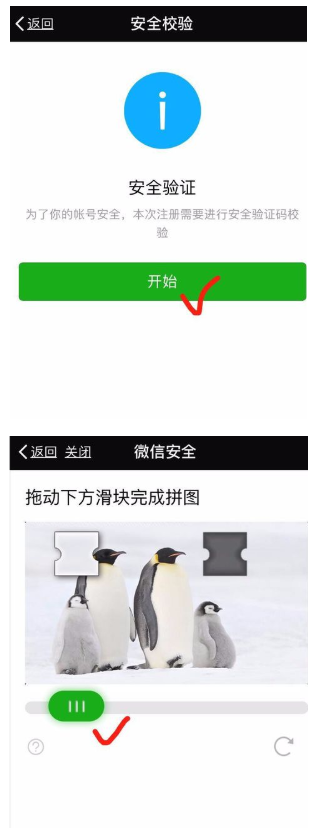 返回 安全校验
安全验证
为了你的帐号安全，本次注册需要进行安全验证码校
验
开始
返回 关闭 微信安全
拖动下方滑块完成拼图